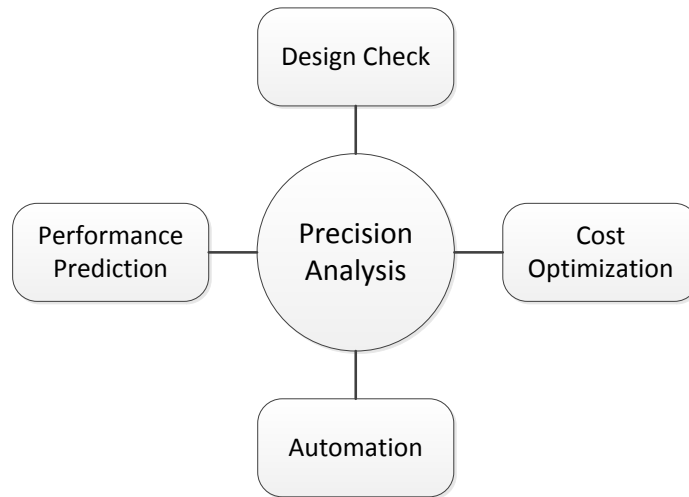 Design Check
Performance
Prediction
Precision
Analysis
Cost
Optimization
Automation